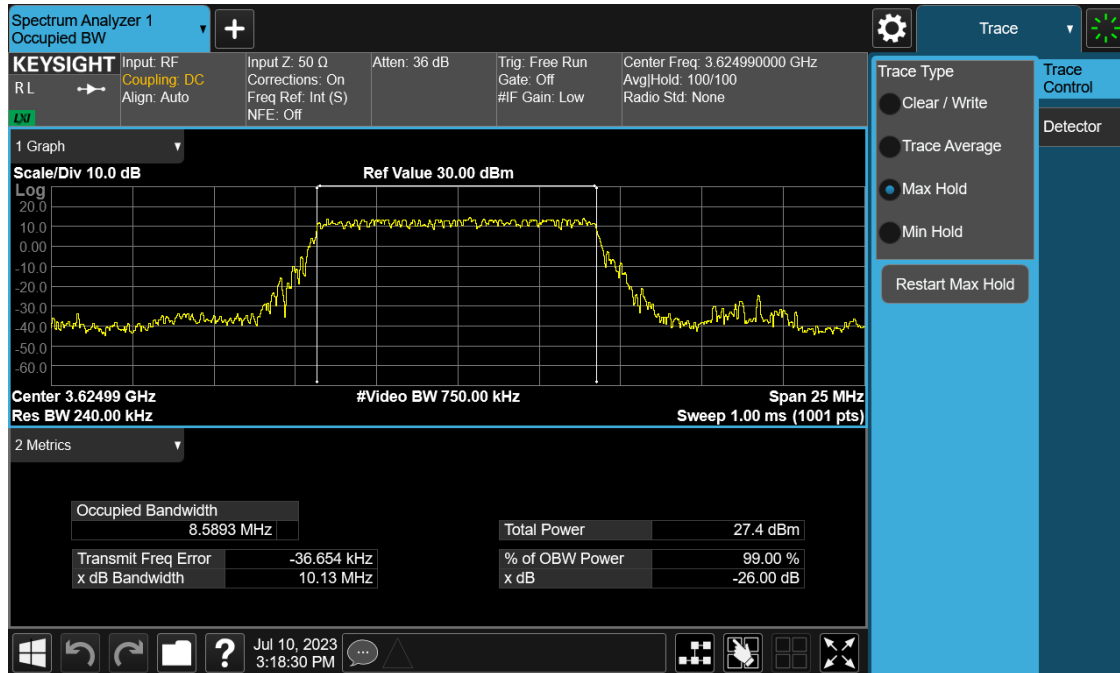 Spectrum Analyzer 1
Occupied BW
+
Trace
KEYSIGHT
R L
LXI
Input: RF
Coupling: DC
Align: Auto
Input Z: 50 Ω
Corrections: On
Freq Ref: Int (S)
NFE: Off
Atten: 36 dB
Trig: Free Run
Gate: Off
#IF Gain: Low
Center Freq: 3.624990000 GHz
Avg|Hold: 100/100
Radio Std: None
Trace Type
Clear / Write
Trace Average
Max Hold
Min Hold
Restart Max Hold
Trace
Control
Detector
1 Graph
Scale/Div 10.0 dB
Ref Value 30.00 dBm
Log
20.0
10.0
0.00
-10.0
-20.0
-30.0
-40.0
-50.0
-60.0
Center 3.62499 GHz
#Video BW 750.00 kHz
Span 25 MHz
Res BW 240.00 kHz
Sweep 1.00 ms (1001 pts)
2 Metrics
Occupied Bandwidth
8.5893 MHz
Total Power 27.4 dBm
Transmit Freq Error -36.654 kHz
% of OBW Power 99.00 %
x dB Bandwidth 10.13 MHz
x dB -26.00 dB
?
Jul 10, 2023
3:18:30 PM